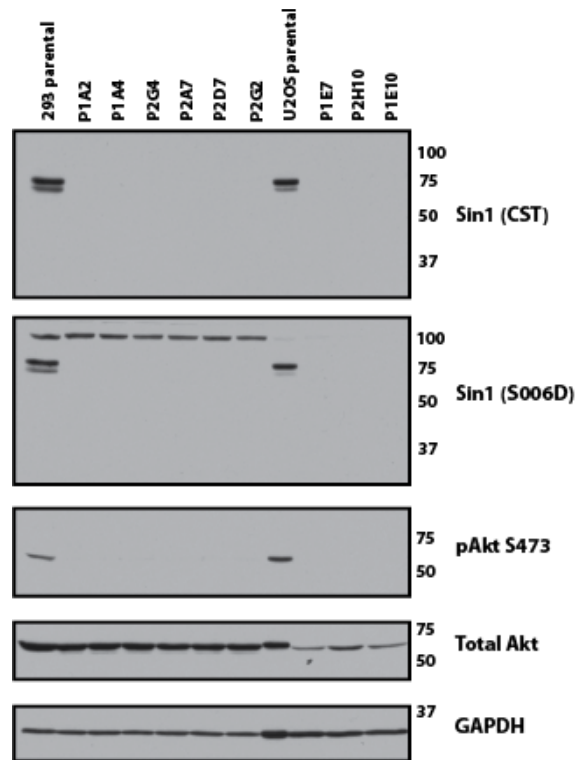 293 parental
P1A2
P1A4
P2G4
P2A7
P2D7
P2G2
U2OS parental
P1E7
P2H10
P1E10
100
75
50
37
Sin1 (CST)
100
75
50
37
Sin1 (S006D)
75
50
pAkt S473
75
50
Total Akt
37
GAPDH